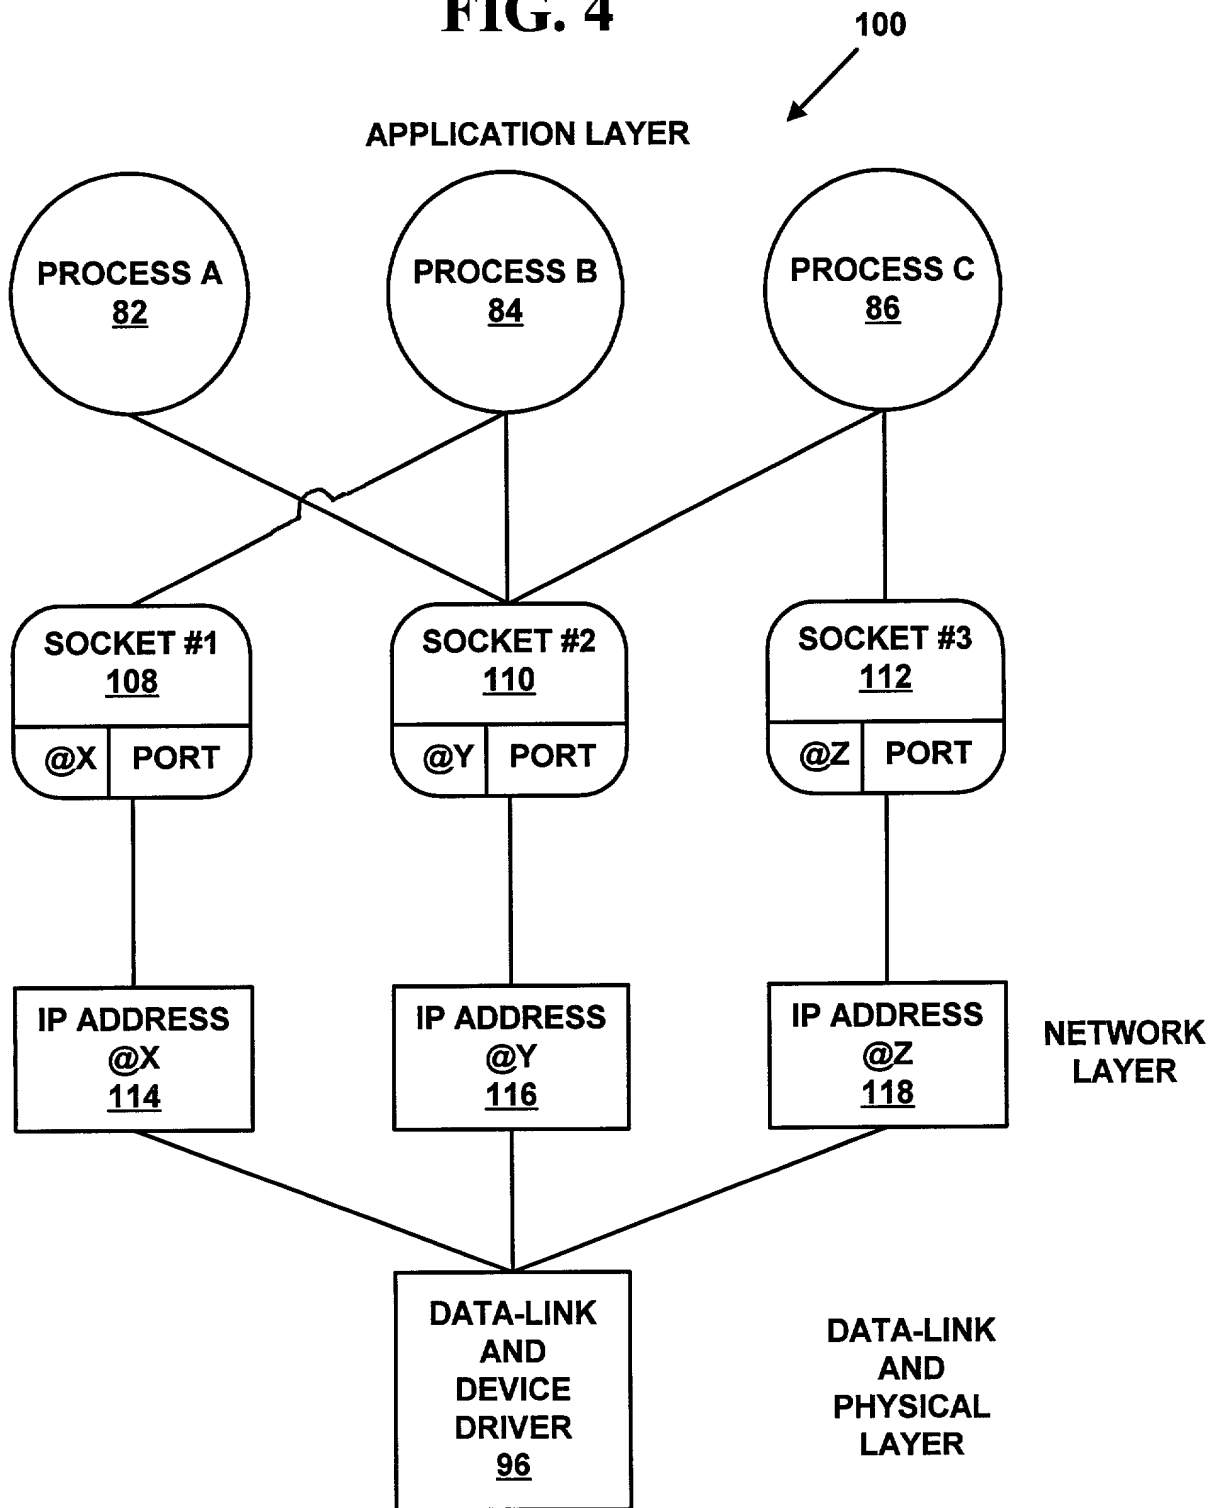 FIG. 4
100
APPLICATION LAYER
PROCESS A
82
PROCESS B
84
PROCESS C
86
SOCKET #1
108
@X PORT
SOCKET #2
110
@Y PORT
SOCKET #3
112
@Z PORT
IP ADDRESS
@X
114
IP ADDRESS
@Y
116
IP ADDRESS
@Z
118
NETWORK
LAYER
DATA-LINK
AND
DEVICE
DRIVER
96
DATA-LINK
AND
PHYSICAL
LAYER